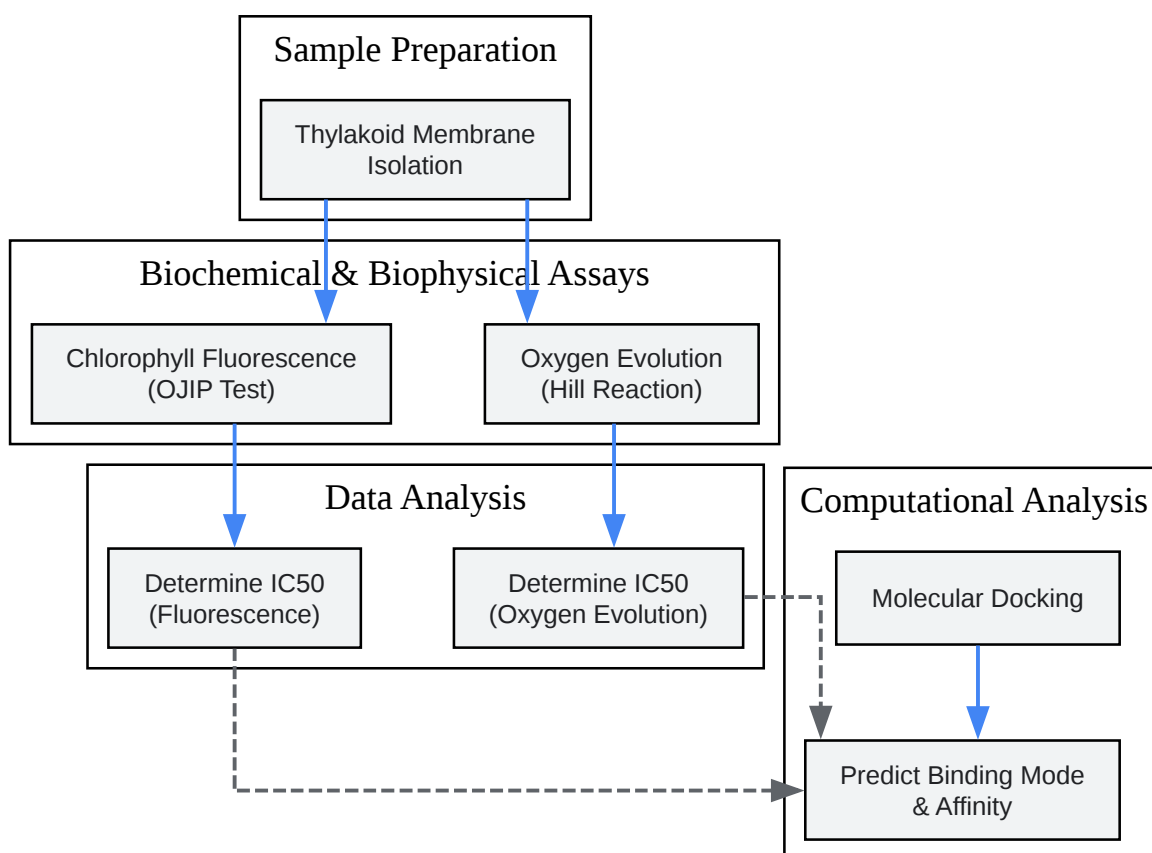 Sample Preparation
Thylakoid Membrane
Isolation
Biochemical & Biophysical Assays
Chlorophyll Fluorescence
(OJIP Test)
Oxygen Evolution
(Hill Reaction)
Data Analysis
Determine IC50
(Fluorescence)
Determine IC50
(Oxygen Evolution)
Computational Analysis
Molecular Docking
Predict Binding Mode
& Affinity